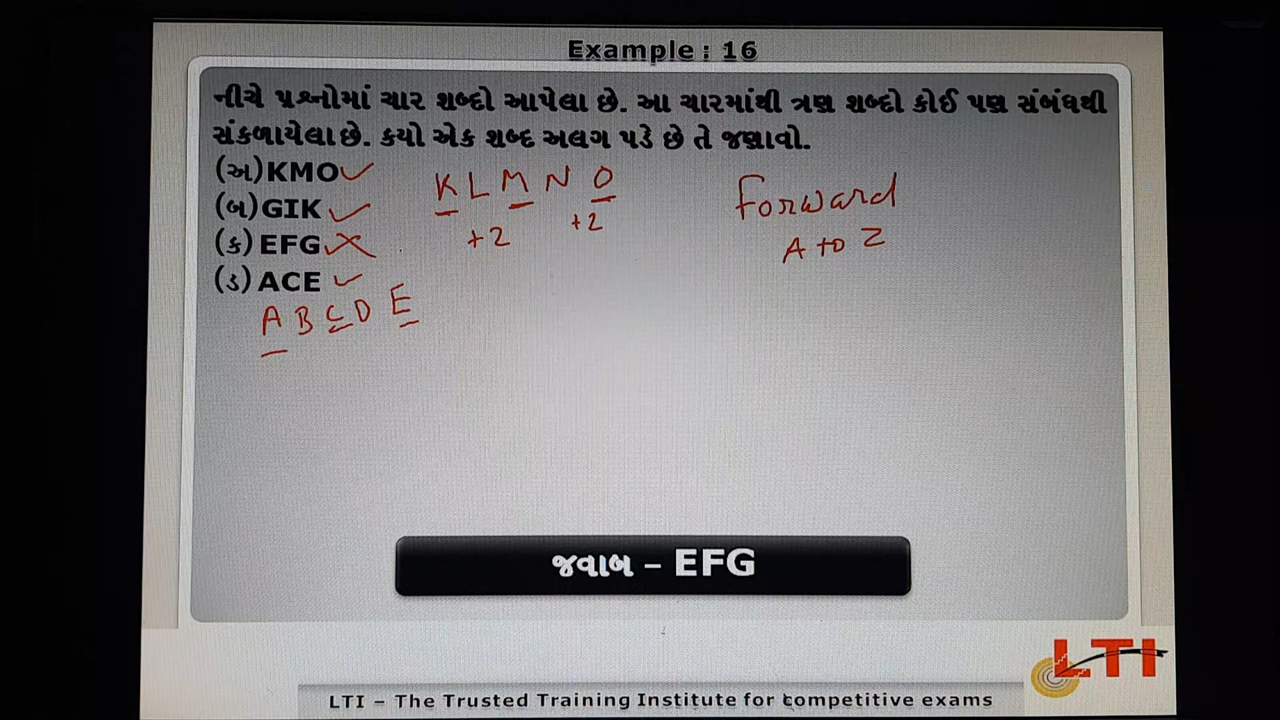 Example : 16
નીચે પ્રશ્નોમાં ચાર શબ્દો આપેલા છે. આ ચારમાંથી ત્રણ શબ્દો કોઈ પણ સંબંધથી
સંકળાયેલા છે. કયો એક શબ્દ અલગ પડે છે તે જણાવો.
(અ)KMO
(બ)GIK
(ક) EFG
(ડ) ACE
K L M N O
+2 +2
A B C D E
Forward
A to Z
જવાબ – EFG
LTI
LTI – The Trusted Training Institute for competitive exams